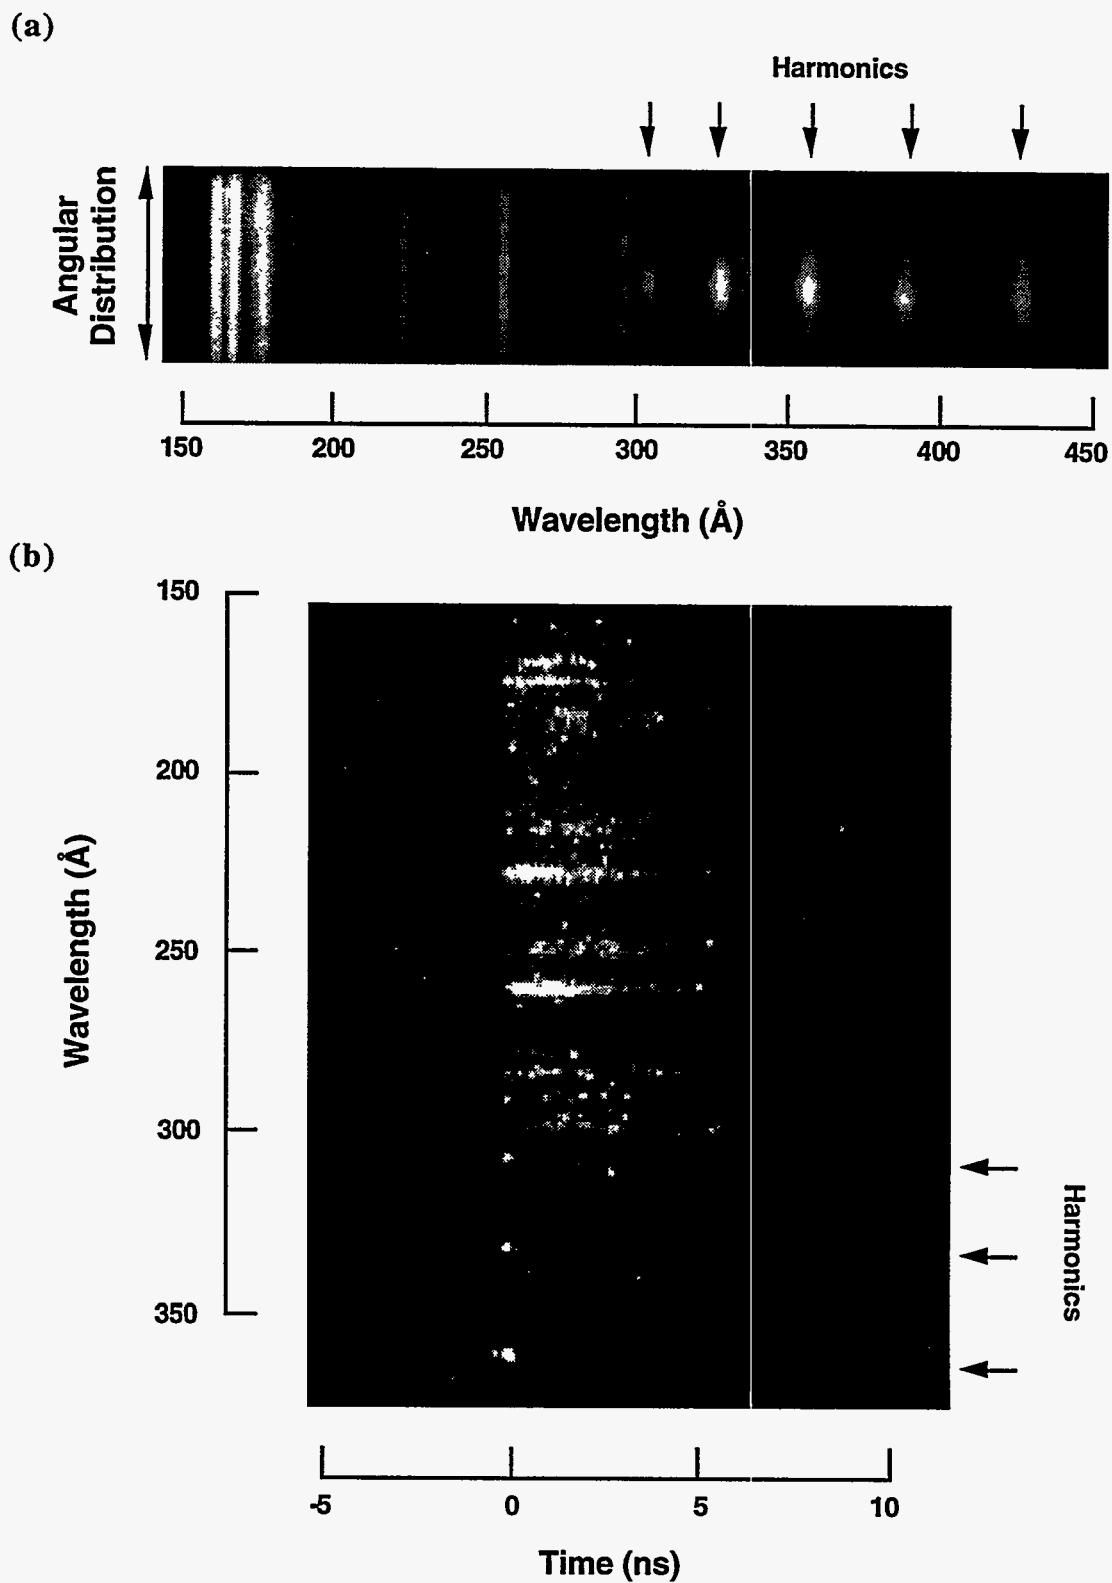 (a)
Harmonics
Angular
Distribution
150 200 250 300 350 400 450
Wavelength (Å)
(b)
150
200
250
300
350
Wavelength (Å)
Harmonics
-5 0 5 10
Time (ns)